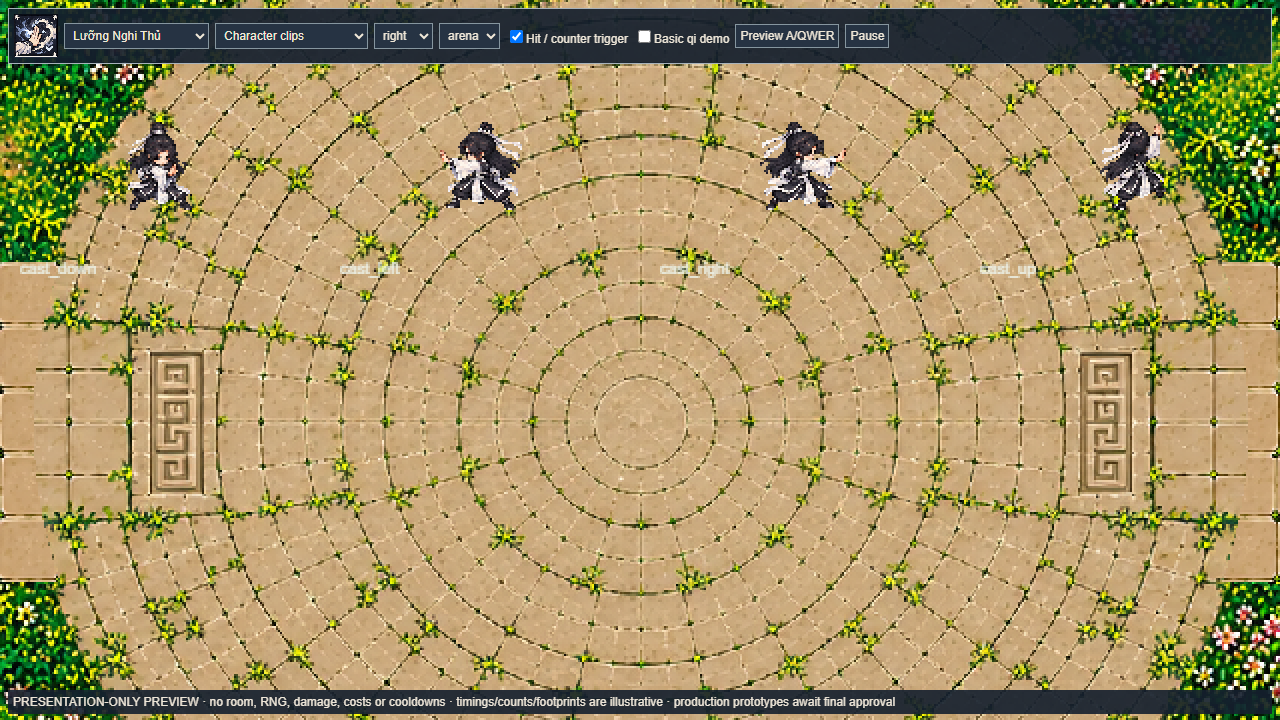 Lưỡng Nghi Thủ Character clips right arena Hit / counter trigger Basic qi demo Preview A/QWER Pause
cast_down cast_left cast_right cast_up
PRESENTATION-ONLY PREVIEW · no room, RNG, damage, costs or cooldowns · timings/counts/footprints are illustrative · production prototypes await final approval